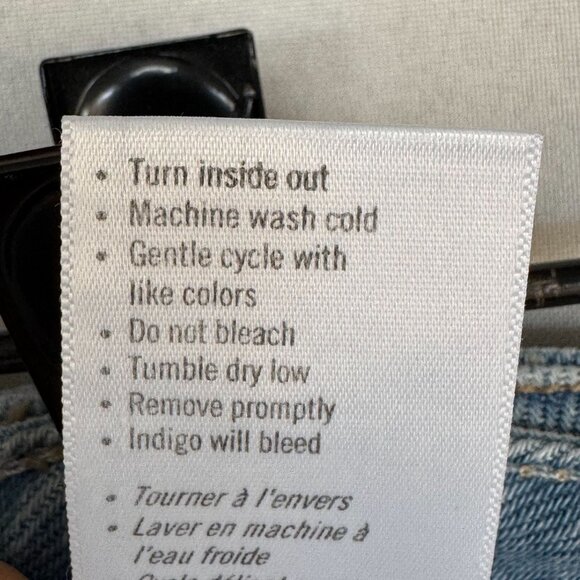 • Turn inside out
• Machine wash cold
• Gentle cycle with
like colors
• Do not bleach
• Tumble dry low
• Remove promptly
• Indigo will bleed
• Tourner à l'envers
• Laver en machine à
l'eau froide